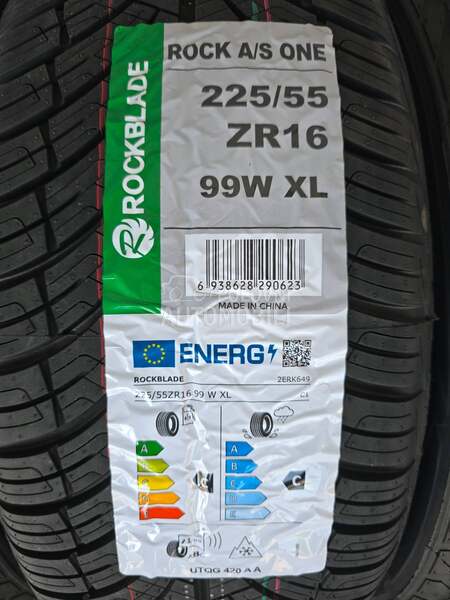 ROCKBLADE
ROCK A/S ONE
225/55
ZR16
99W XL
6 938628 290623
MADE IN CHINA
ENERG
ROCKBLADE
2ERK649
225/55ZR16 99 W XL
C1
A
B
C
D
E
A
B
C
D
E
C
C
UTQG 420 A A